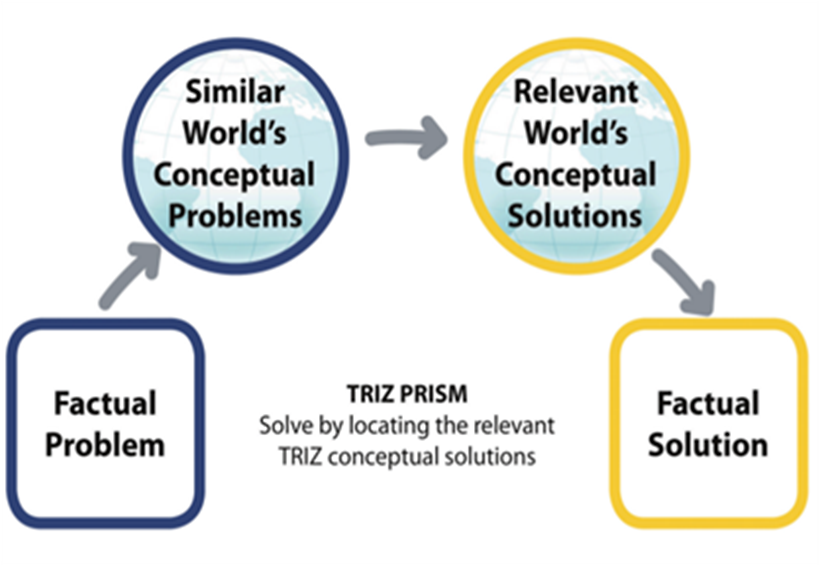 Similar
World's
Conceptual
Problems
Relevant
World's
Conceptual
Solutions
Factual
Problem
TRIZ PRISM
Solve by locating the relevant
TRIZ conceptual solutions
Factual
Solution